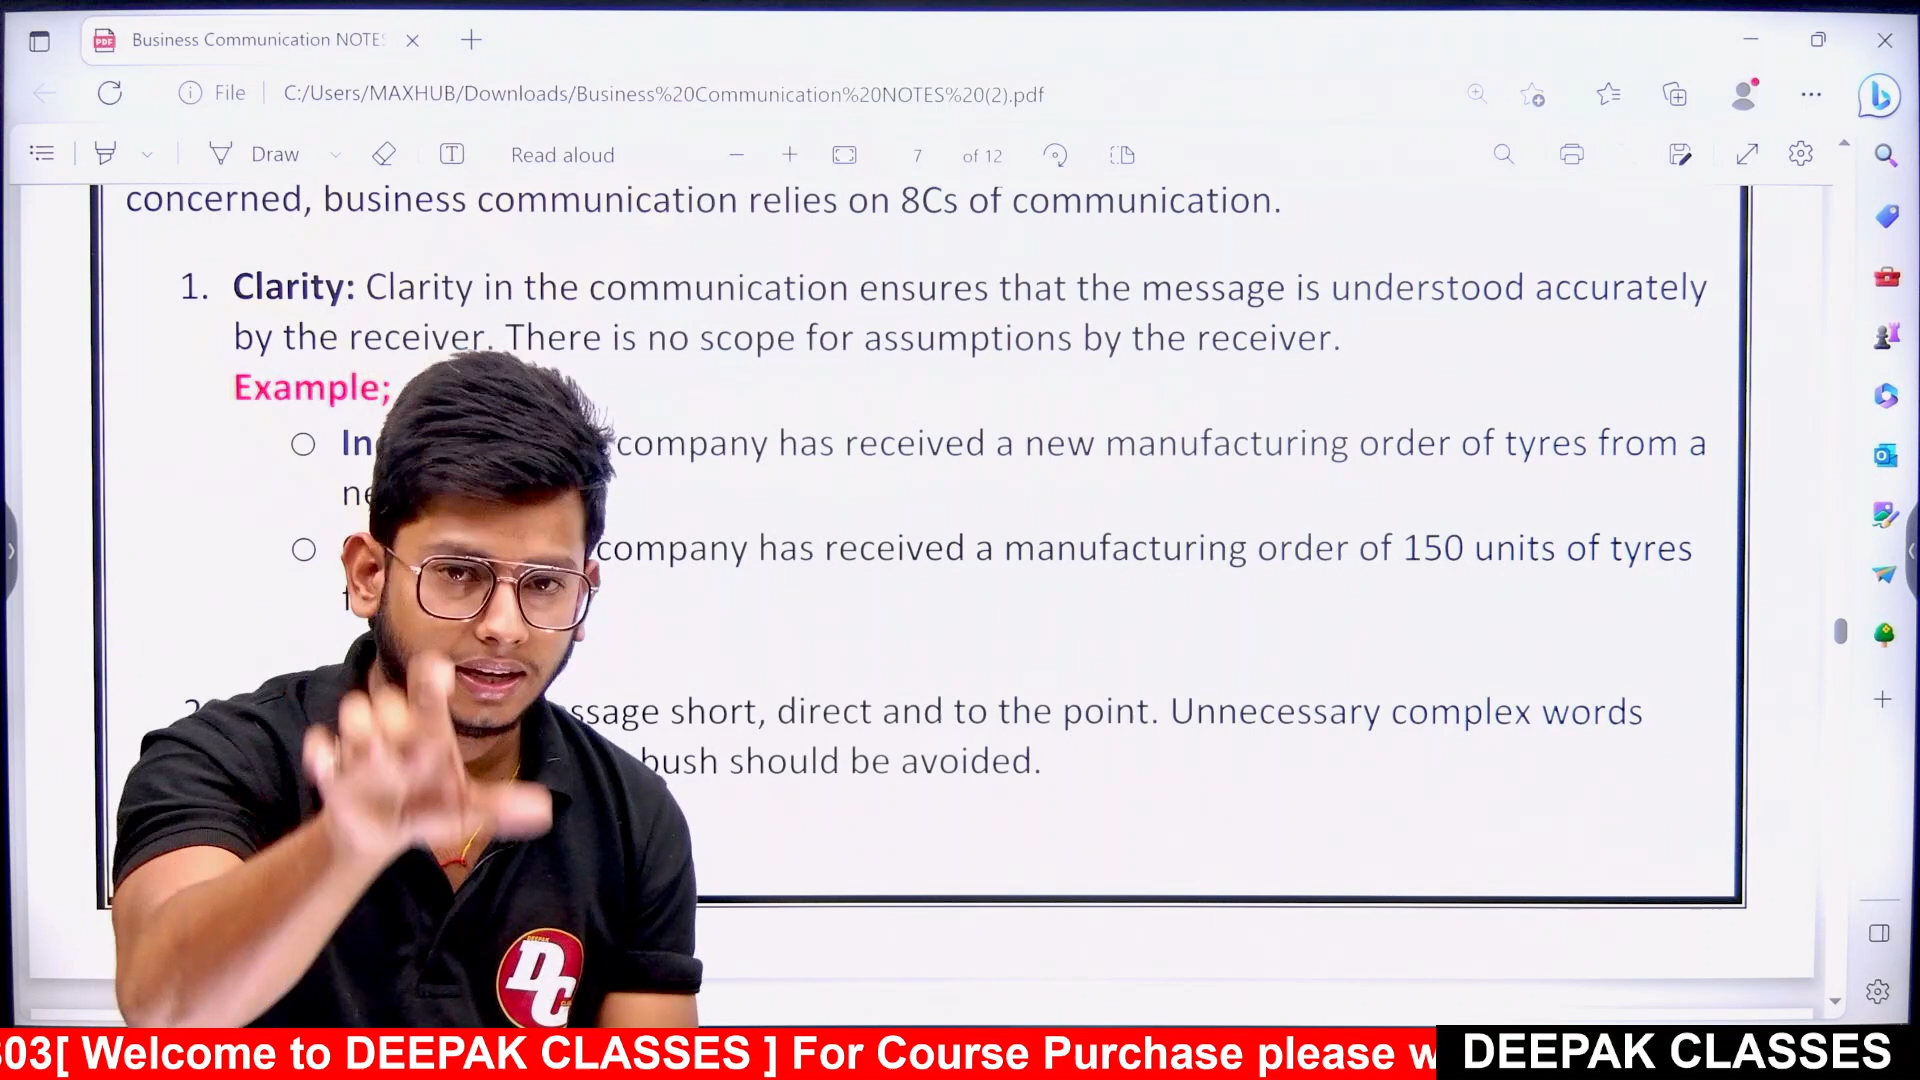 Business Communication NOTE
File
C:/Users/MAXHUB/Downloads/Business%20Communication%20NOTES%20(2).pdf
Draw
Read aloud
7
of 12
concerned, business communication relies on 8Cs of communication.
1. Clarity: Clarity in the communication ensures that the message is understood accurately
by the receiver. There is no scope for assumptions by the receiver.
Example;
company has received a new manufacturing order of tyres from a
company has received a manufacturing order of 150 units of tyres
short, direct and to the point. Unnecessary complex words
bush should be avoided.
DEEPAK
DC
303[ Welcome to DEEPAK CLASSES ] For Course Purchase please w
DEEPAK CLASSES